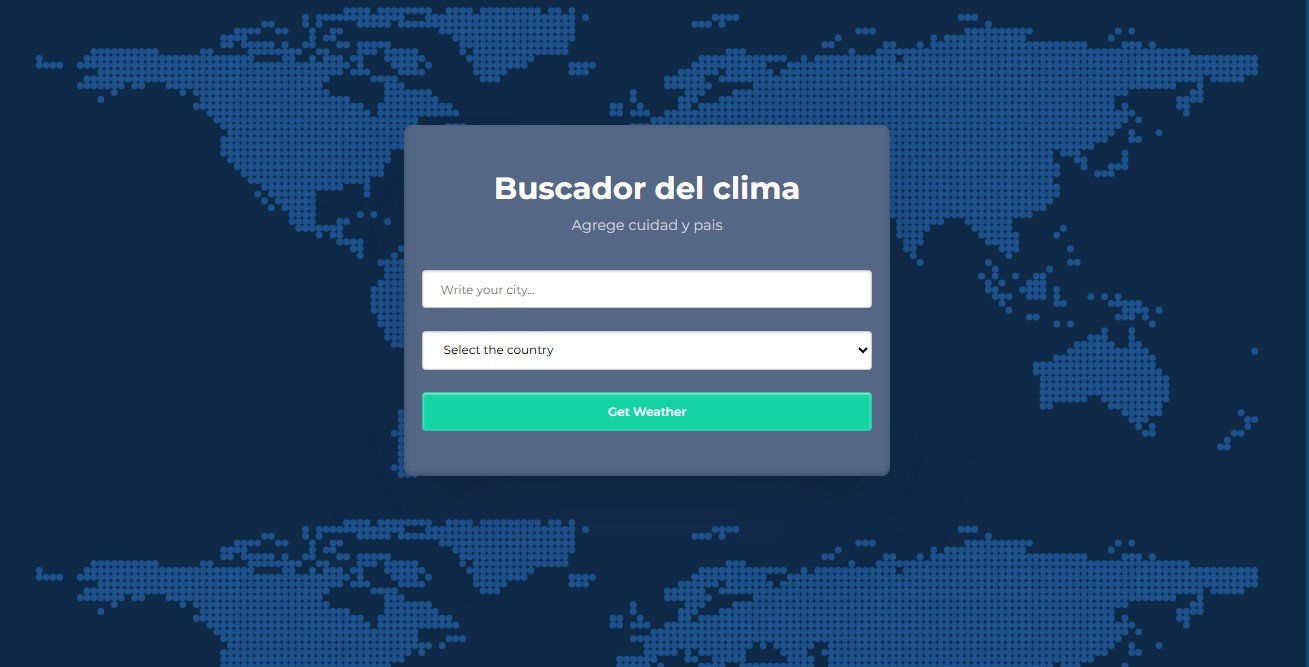 Buscador del clima
Agrege cuidad y pais
Write your city...
Select the country
Get Weather